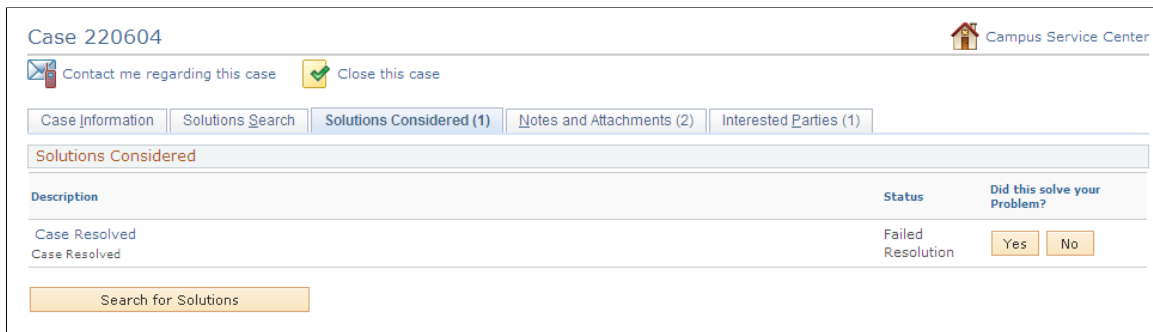 Case 220604
Campus Service Center
Contact me regarding this case
Close this case
Case Information
Solutions Search
Solutions Considered (1)
Notes and Attachments (2)
Interested Parties (1)
Solutions Considered
Description
Status
Did this solve your
Problem?
Case Resolved
Case Resolved
Failed
Resolution
Yes
No
Search for Solutions